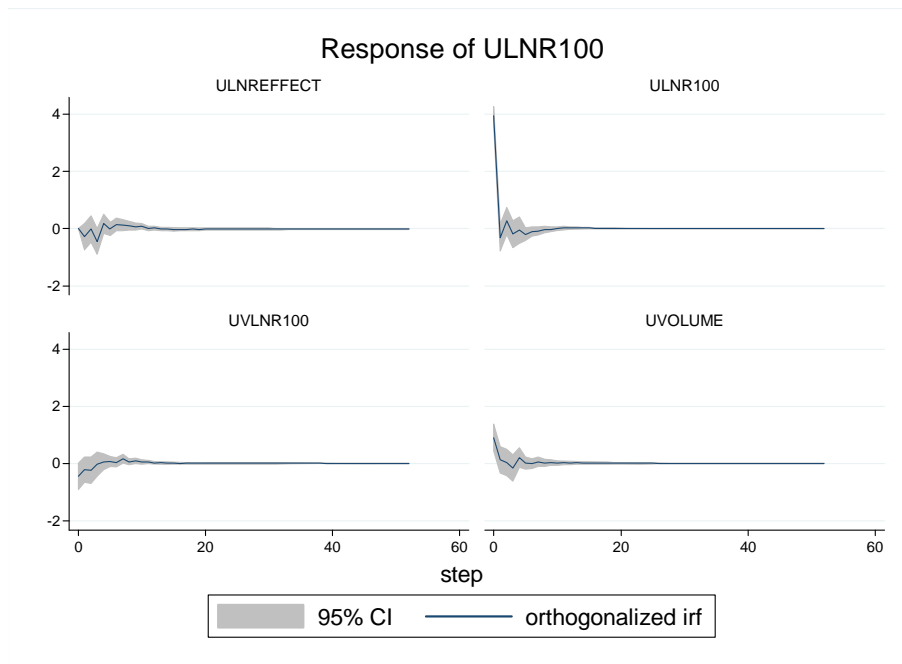 Response of ULNR100
ULNREFFECT
ULNR100
4
2
0
-2
UVLNR100
UVOLUME
4
2
0
-2
0 20 40 60 0 20 40 60
step
95% CI orthogonalized irf